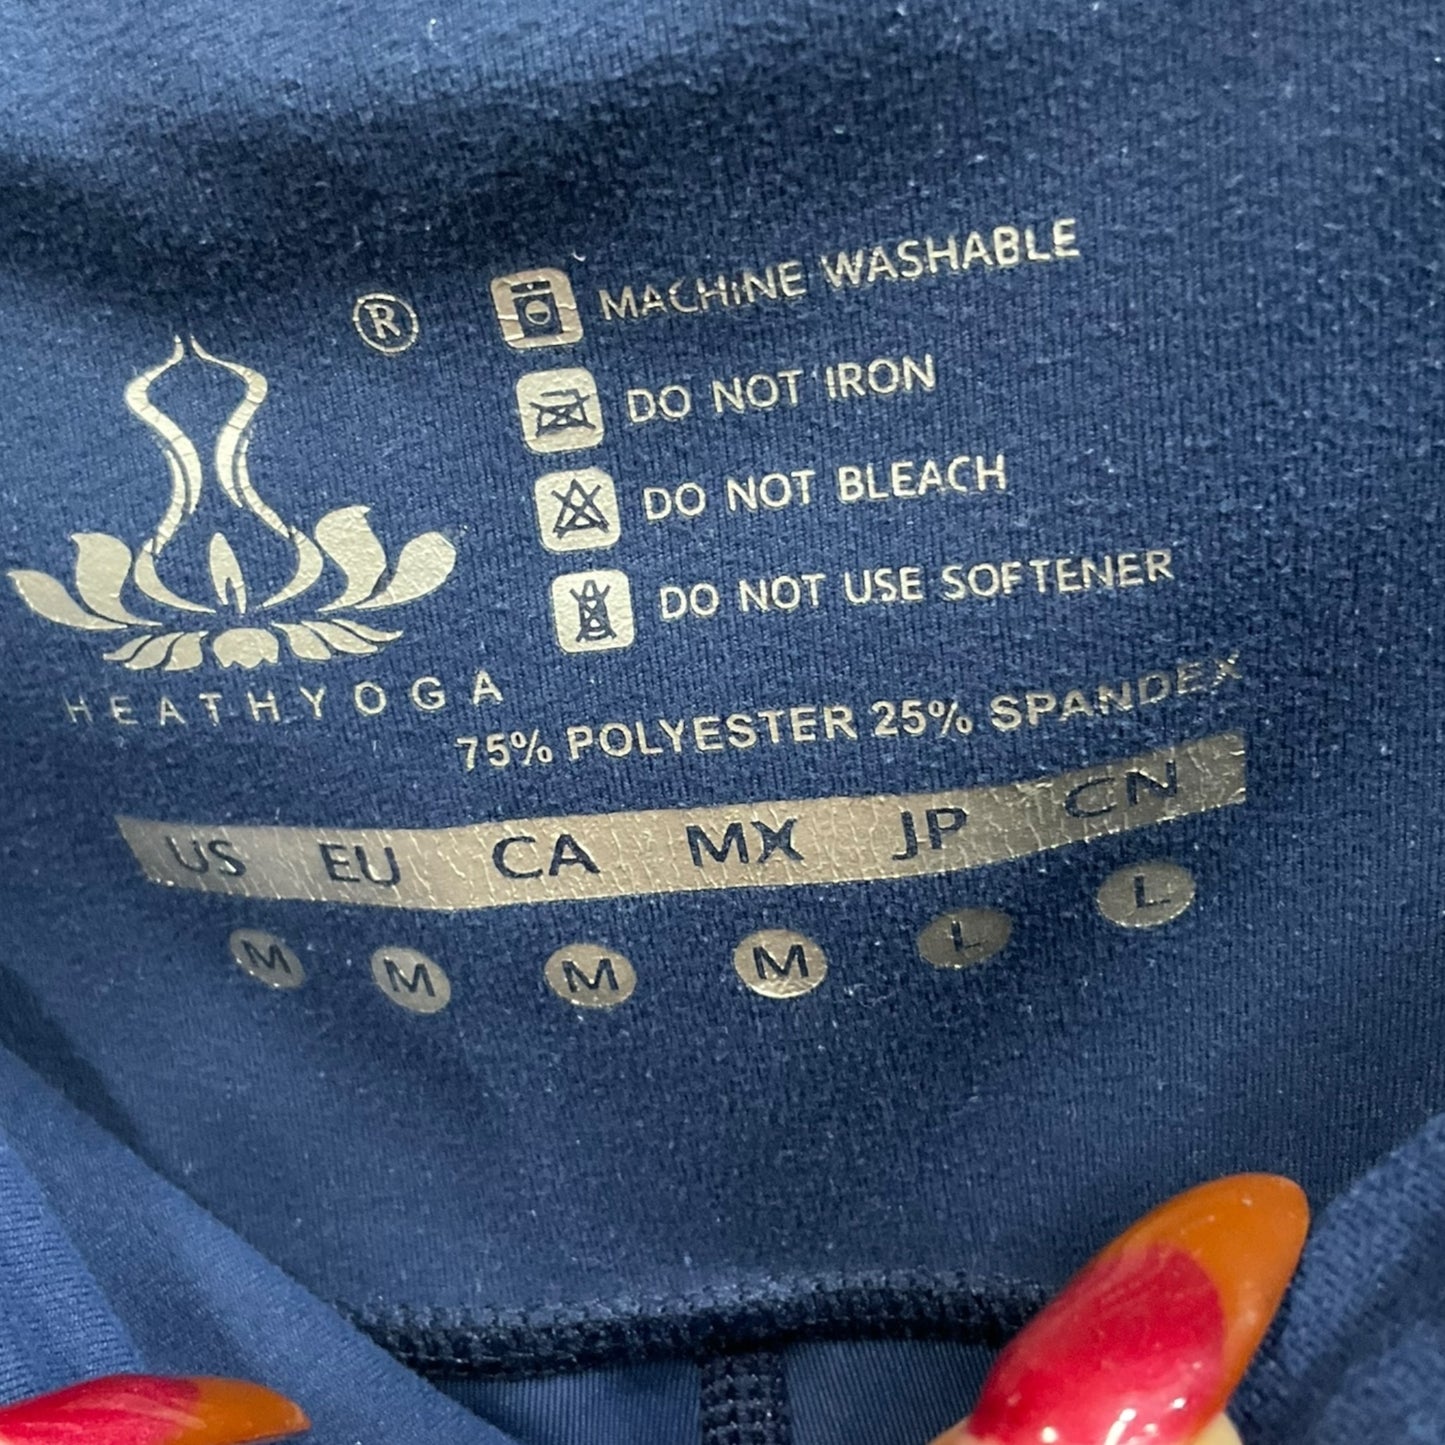 ®
MACHINE WASHABLE
DO NOT IRON
DO NOT BLEACH
DO NOT USE SOFTENER
HEATHYOGA
75% POLYESTER 25% SPANDEX
US EU CA MX JP CN
M M M M L L